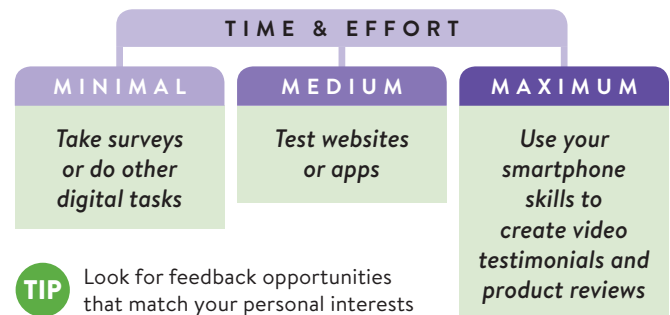 TIME & EFFORT
MINIMAL
Take surveys
or do other
digital tasks
MEDIUM
Test websites
or apps
MAXIMUM
Use your
smartphone
skills to
create video
testimonials and
product reviews
TIP
Look for feedback opportunities
that match your personal interests